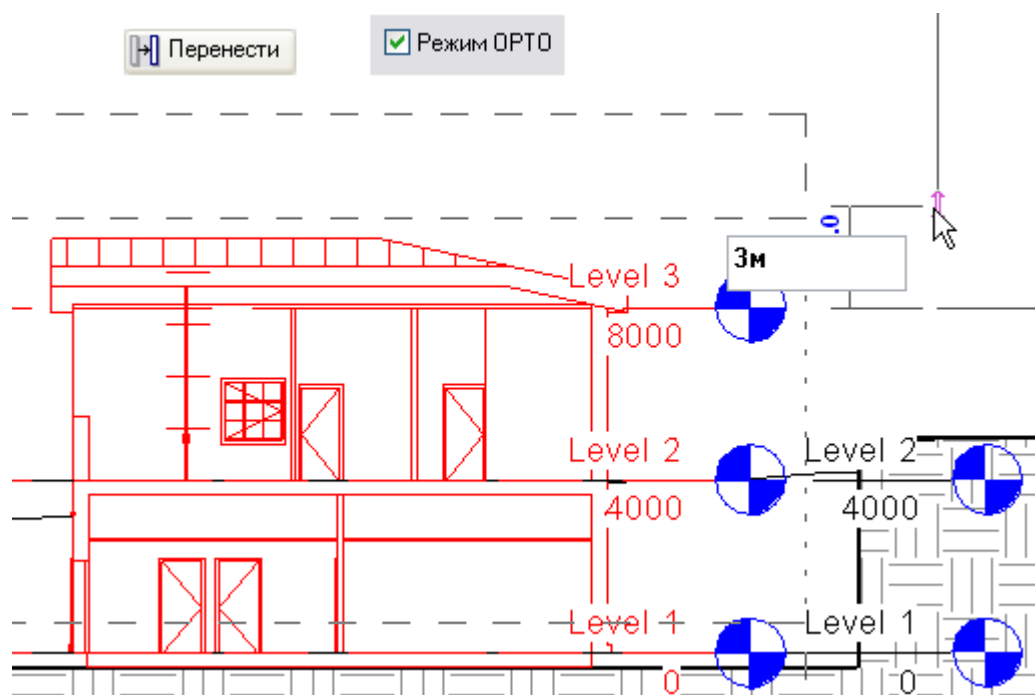 Перенести
Режим ОРТО
.0
3м
Level 3
8000
Level 2
Level 2
4000
4000
Level 1
Level 1
0
0